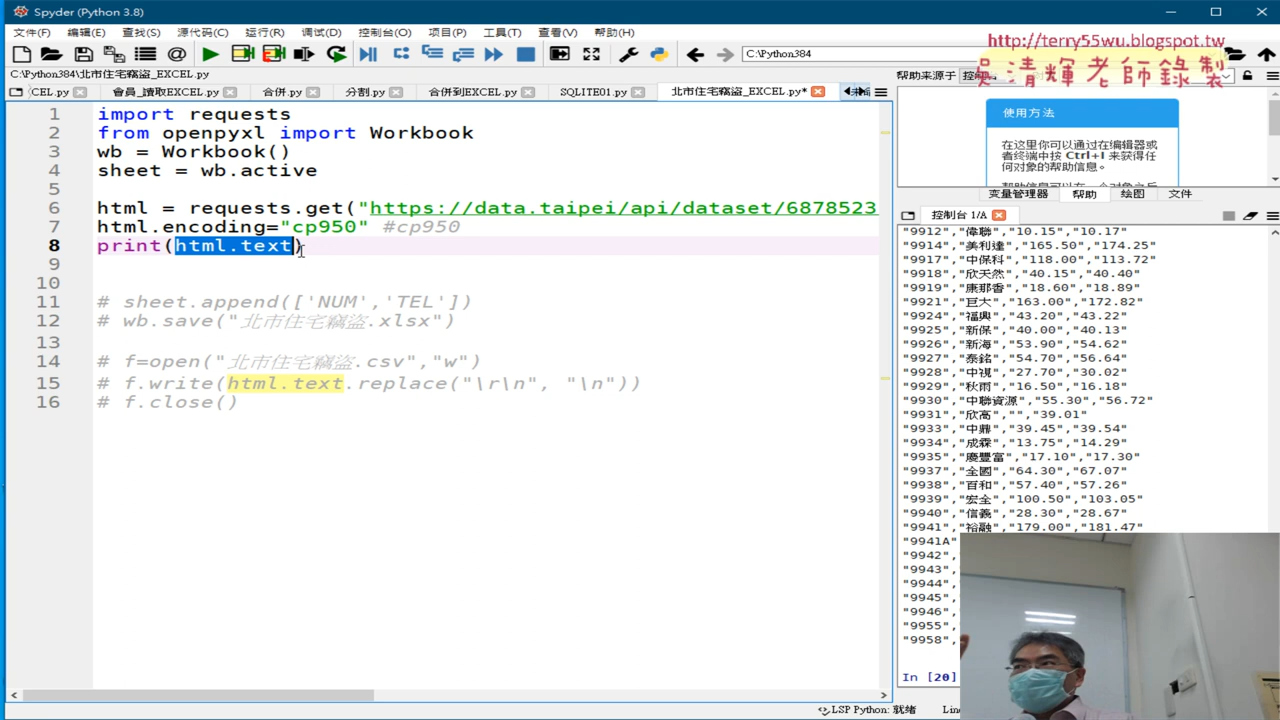 Spyder (Python 3.8)
文件(F) 编辑(E) 查找(S) 源代码(C) 运行(R) 调试(D) 控制台(O) 项目(P) 工具(T) 查看(V) 帮助(H)
http://terry55wu.blogspot.tw
C:\Python384
吳清輝老師錄製
C:\Python384\北市住宅竊盜_EXCEL.py
帮助来源于
CEL.py 會員_讀取EXCEL.py 合併.py 分割.py 合併到EXCEL.py SQLITE01.py 北市住宅竊盜_EXCEL.py*
使用方法
在这里你可以通过在编辑器或
者终端中按 Ctrl+I 来获得任
何对象的帮助信息。
变量管理器 帮助 绘图 文件
控制台 1/A
1 import requests
2 from openpyxl import Workbook
3 wb = Workbook()
4 sheet = wb.active
5
6 html = requests.get("https://data.taipei/api/dataset/6878523
7 html.encoding="cp950" #cp950
8 print(html.text)
9
10
11 # sheet.append(['NUM','TEL'])
12 # wb.save("北市住宅竊盜.xlsx")
13
14 # f=open("北市住宅竊盜.csv","w")
15 # f.write(html.text.replace("\r\n", "\n"))
16 # f.close()
"9912","偉聯","10.15","10.17"
"9914","美利達","165.50","174.25"
"9917","中保科","118.00","113.72"
"9918","欣天然","40.15","40.40"
"9919","康那香","18.60","18.89"
"9921","巨大","163.00","172.82"
"9924","福興","43.20","43.22"
"9925","新保","40.00","40.13"
"9926","新海","53.90","54.62"
"9927","泰銘","54.70","56.64"
"9928","中視","27.70","30.02"
"9929","秋雨","16.50","16.18"
"9930","中聯資源","55.30","56.72"
"9931","欣高","","39.01"
"9933","中鼎","39.45","39.54"
"9934","成霖","13.75","14.29"
"9935","慶豐富","17.10","17.30"
"9937","全國","64.30","67.07"
"9938","百和","57.40","57.26"
"9939","宏全","100.50","103.05"
"9940","信義","28.30","28.67"
"9941","裕融","179.00","181.47"
"9941A"
"9942",
"9943",
"9944",
"9945",
"9946",
"9955",
"9958",
In [20]
LSP Python: 就绪